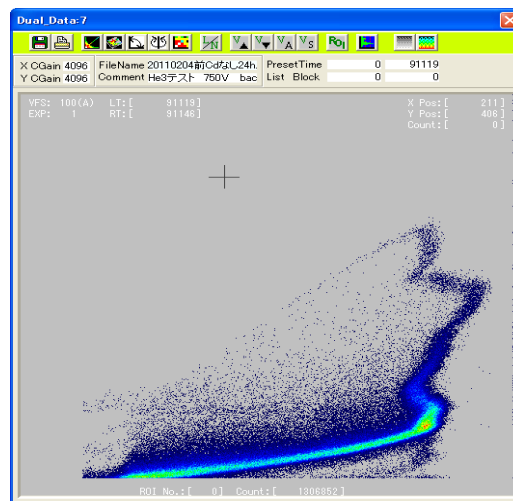 Dual_Data:7
L/N V V VA VS ROI
X CGain 4096 FileName 20110204前Cdなし24h. PresetTime 0 91119
Y CGain 4096 Comment He3テスト 750V bac List Block 0 0
VFS: 100(A) LT:[ 91119] X Pos:[ 211]
EXP: 1 RT:[ 91146] Y Pos:[ 406]
Count:[ 0]
ROI No.:[ 0] Count:[ 1306852]